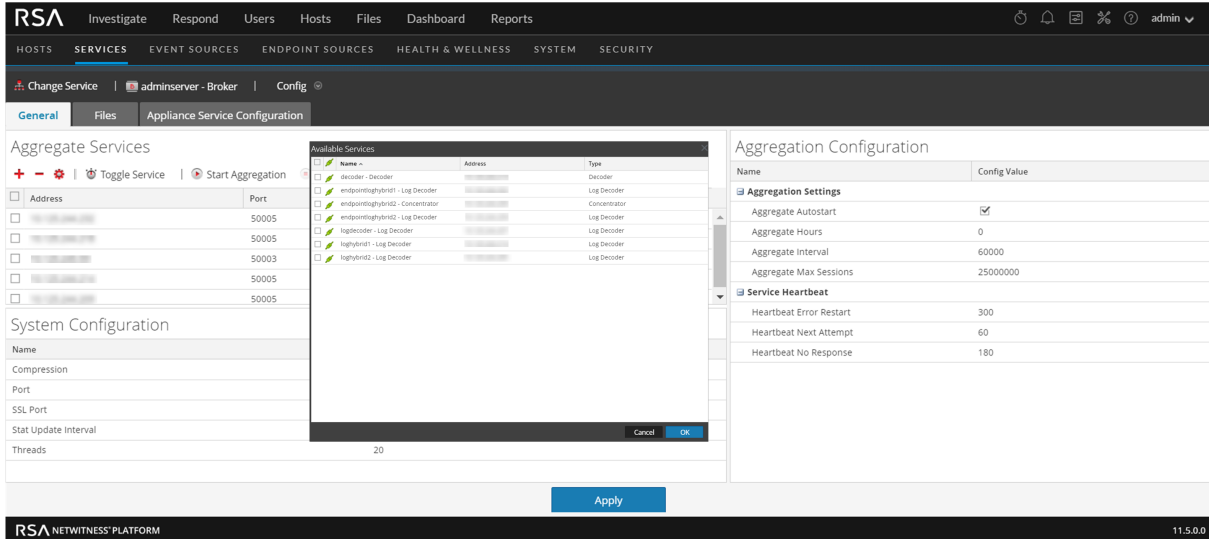 RSA Investigate Respond Users Hosts Files Dashboard Reports admin
HOSTS SERVICES EVENT SOURCES ENDPOINT SOURCES HEALTH & WELLNESS SYSTEM SECURITY
Change Service | adminserver - Broker | Config
General Files Appliance Service Configuration
Aggregate Services
Toggle Service | Start Aggregation
Address Port
50005
50005
50003
50005
50005
System Configuration
Name
Compression
Port
SSL Port
Stat Update Interval
Threads 20
Available Services
Name Address Type
decoder - Decoder Decoder
endpointloghybrid1 - Log Decoder Log Decoder
endpointloghybrid2 - Concentrator Concentrator
endpointloghybrid2 - Log Decoder Log Decoder
logdecoder - Log Decoder Log Decoder
loghybrid1 - Log Decoder Log Decoder
loghybrid2 - Log Decoder Log Decoder
Cancel OK
Aggregation Configuration
Name Config Value
Aggregation Settings
Aggregate Autostart
Aggregate Hours 0
Aggregate Interval 60000
Aggregate Max Sessions 25000000
Service Heartbeat
Heartbeat Error Restart 300
Heartbeat Next Attempt 60
Heartbeat No Response 180
Apply
RSA NETWITNESS® PLATFORM 11.5.0.0